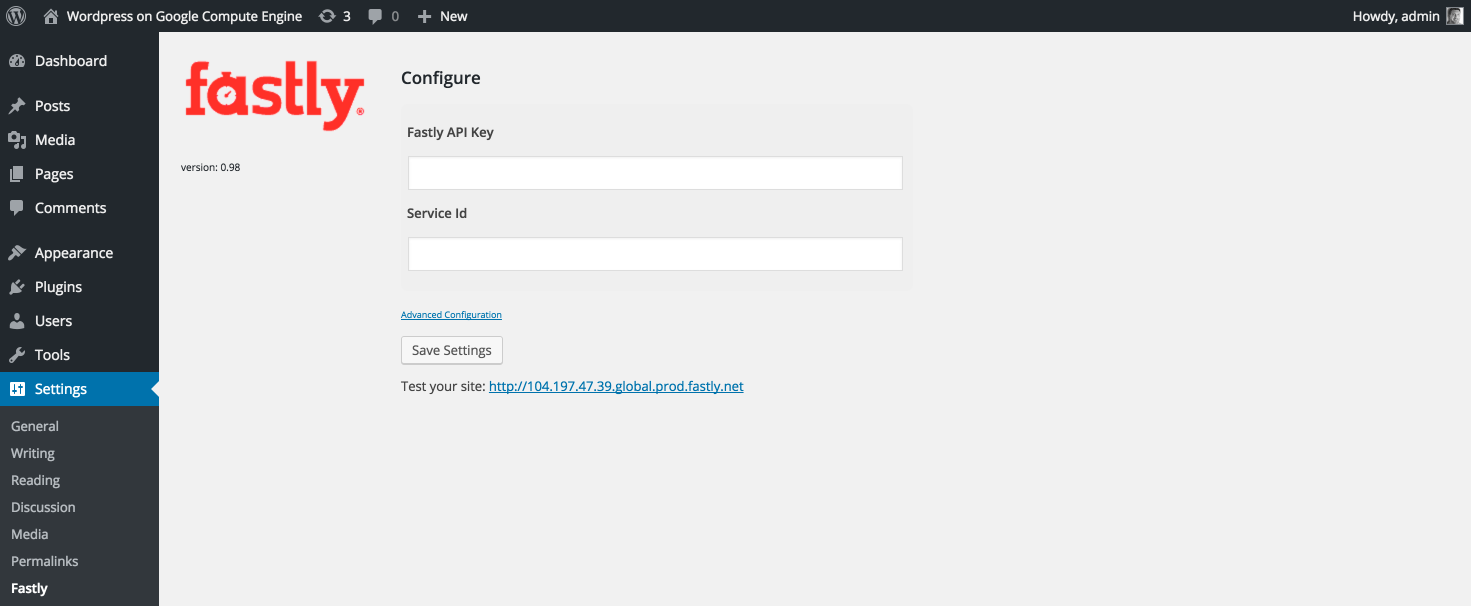 Wordpress on Google Compute Engine 3 0 New Howdy, admin
Dashboard
Posts
Media
Pages
Comments
Appearance
Plugins
Users
Tools
Settings
General
Writing
Reading
Discussion
Media
Permalinks
Fastly
fastly®
version: 0.98
Configure
Fastly API Key
Service Id
Advanced Configuration
Save Settings
Test your site: http://104.197.47.39.global.prod.fastly.net